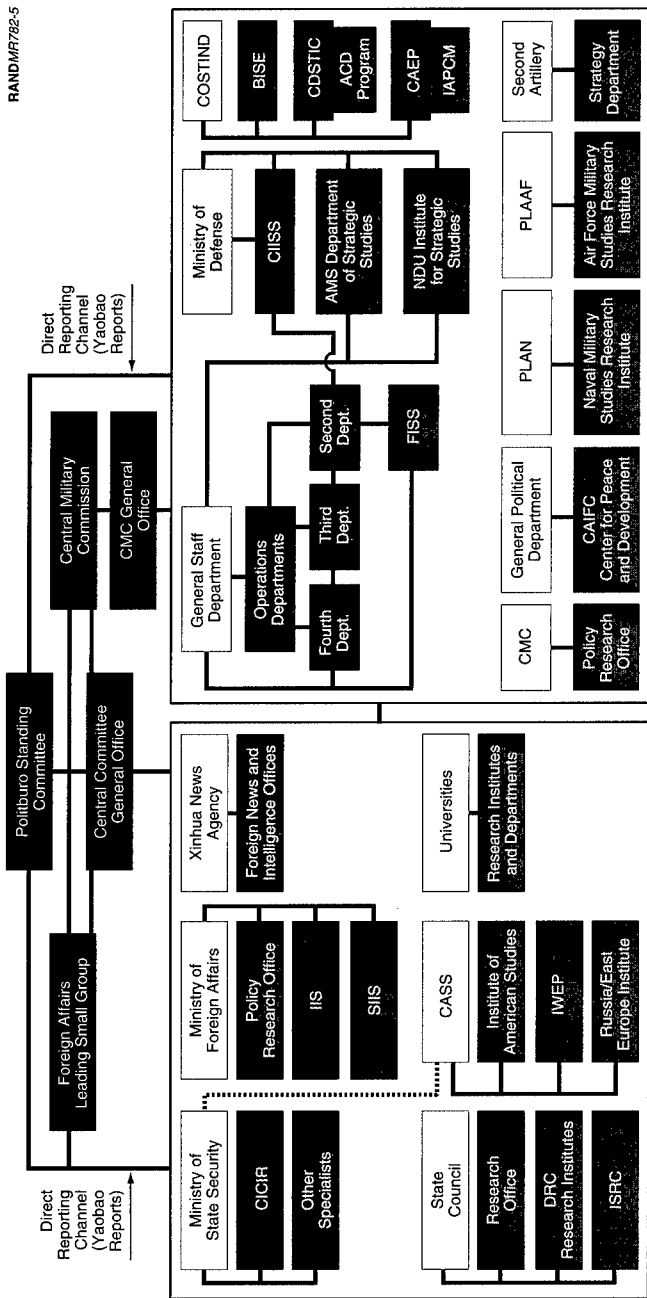 RANDMR782-5
Politburo Standing
Committee
Direct
Reporting
Channel
(Yaobao
Reports)
Foreign Affairs
Leading Small Group
Central Military
Commission
Direct
Reporting
Channel
(Yaobao
Reports)
Central Committee
General Office
CMC General
Office
Ministry of
State Security
CICIR
Other
Specialists
Ministry of
Foreign Affairs
Policy
Research Office
IIS
SIIS
Xinhua News
Agency
Foreign News and
Intelligence Offices
State
Council
Research
Office
DRC
Research Institutes
ISRC
CASS
Institute of
American Studies
IWEP
Russia/East
Europe Institute
Universities
Research Institutes
and Departments
General Staff
Department
Operations
Departments
Fourth Dept.
Third Dept.
Second Dept.
FISS
Ministry of
Defense
CIISS
AMS Department
of Strategic
Studies
NDU Institute
for Strategic
Studies
COSTIND
BISE
CDSTIC
ACD
Program
CAEP
IAPCM
CMC
Policy
Research
Office
General Political
Department
CAIFC
Center for Peace
and Development
PLAN
Naval Military
Studies Research
Institute
PLAAF
Air Force Military
Studies Research
Institute
Second
Artillery
Strategy
Department